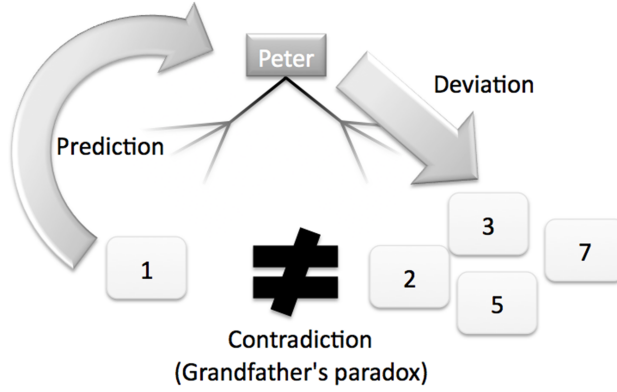 Peter
Deviation
Prediction
3
7
1
2
5
Contradiction
(Grandfather's paradox)